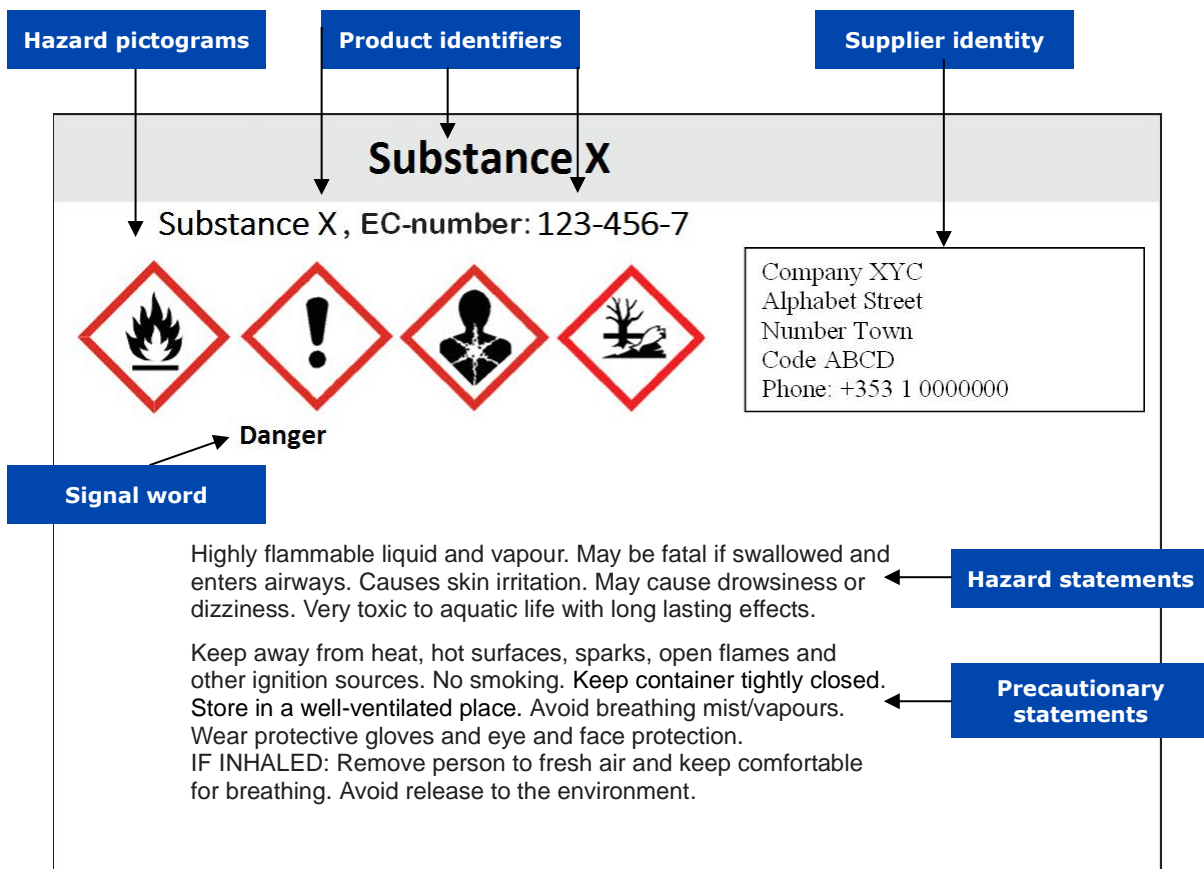 Hazard pictograms
Product identifiers
Supplier identity
Substance X
Substance X, EC-number: 123-456-7
Company XYC
Alphabet Street
Number Town
Code ABCD
Phone: +353 1 0000000
Danger
Signal word
Highly flammable liquid and vapour. May be fatal if swallowed and
enters airways. Causes skin irritation. May cause drowsiness or
dizziness. Very toxic to aquatic life with long lasting effects.
Hazard statements
Keep away from heat, hot surfaces, sparks, open flames and
other ignition sources. No smoking. Keep container tightly closed.
Store in a well-ventilated place. Avoid breathing mist/vapours.
Wear protective gloves and eye and face protection.
IF INHALED: Remove person to fresh air and keep comfortable
for breathing. Avoid release to the environment.
Precautionary
statements